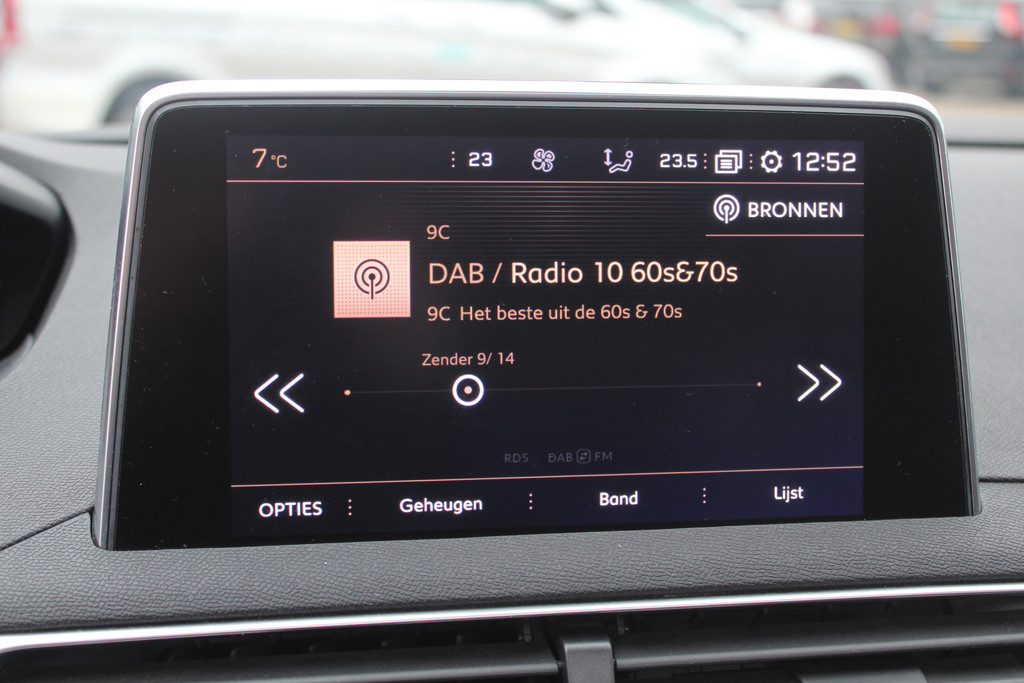 7°C 23 23.5 12:52
BRONNEN
9C
DAB / Radio 10 60s&70s
9C Het beste uit de 60s & 70s
Zender 9/ 14
RDS DAB FM
OPTIES Geheugen Band Lijst